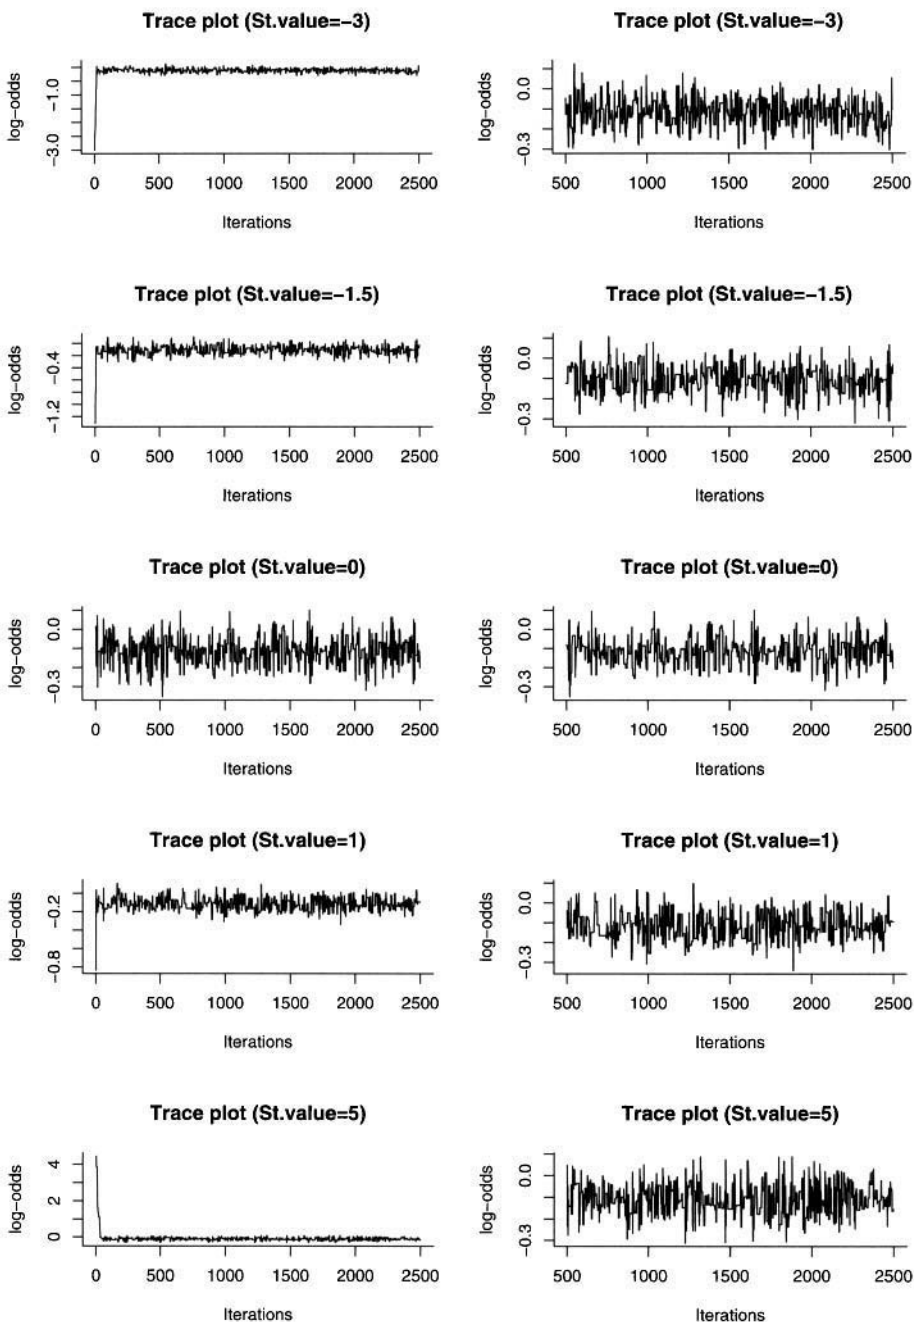 Trace plot (St.value=−3)
log−odds
−1.0
−3.0
0 500 1000 1500 2000 2500
Iterations
Trace plot (St.value=−3)
log−odds
0.0
−0.3
500 1000 1500 2000 2500
Iterations
Trace plot (St.value=−1.5)
log−odds
−0.4
−1.2
0 500 1000 1500 2000 2500
Iterations
Trace plot (St.value=−1.5)
log−odds
0.0
−0.3
500 1000 1500 2000 2500
Iterations
Trace plot (St.value=0)
log−odds
0.0
−0.3
0 500 1000 1500 2000 2500
Iterations
Trace plot (St.value=0)
log−odds
0.0
−0.3
500 1000 1500 2000 2500
Iterations
Trace plot (St.value=1)
log−odds
−0.2
−0.8
0 500 1000 1500 2000 2500
Iterations
Trace plot (St.value=1)
log−odds
0.0
−0.3
500 1000 1500 2000 2500
Iterations
Trace plot (St.value=5)
log−odds
4
2
0
0 500 1000 1500 2000 2500
Iterations
Trace plot (St.value=5)
log−odds
0.0
−0.3
500 1000 1500 2000 2500
Iterations